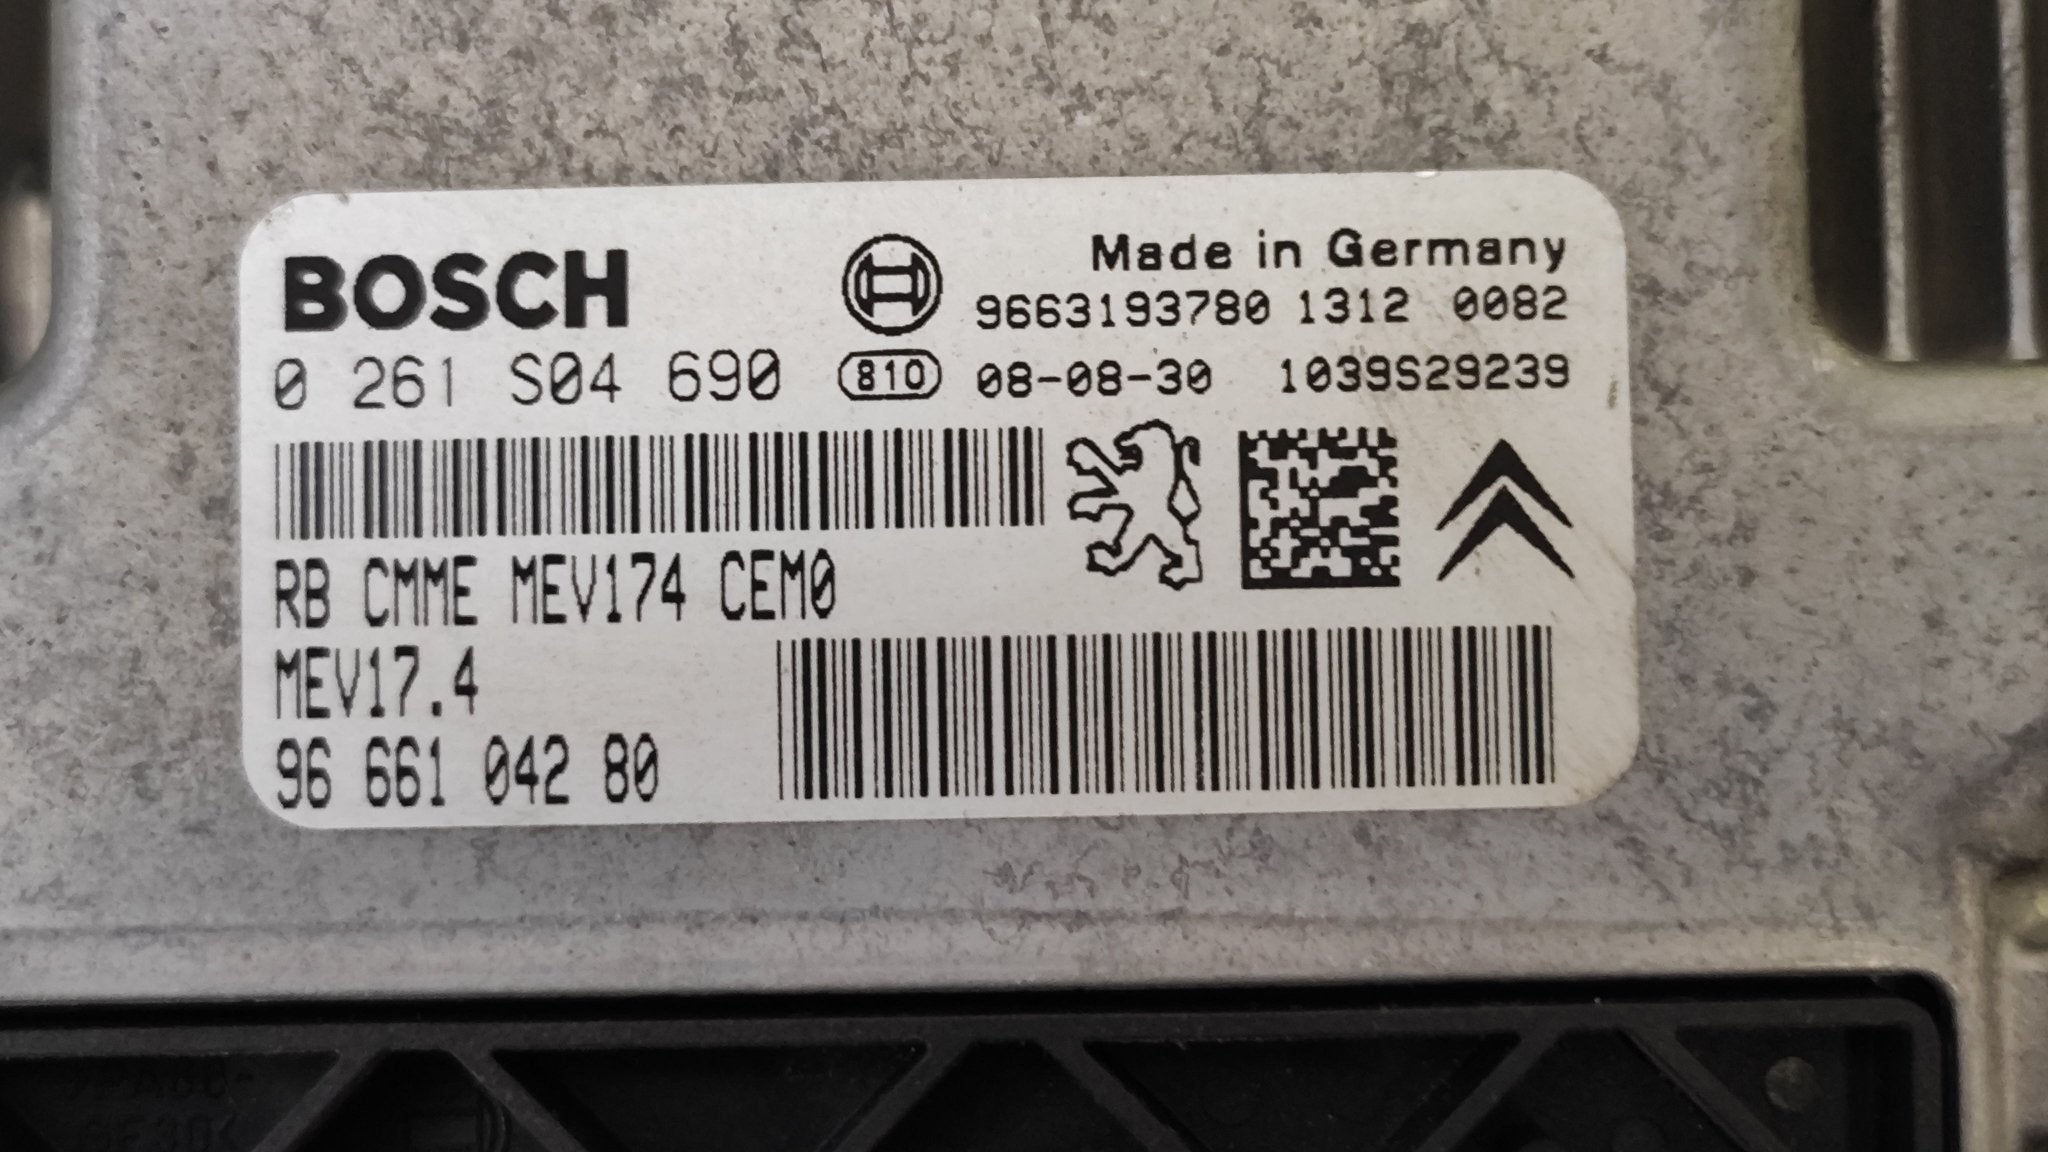 BOSCH
Made in Germany
9663193780 1312 0082
0 261 S04 690
810
08-08-30 1039S29239
RB CMME MEV174 CEM0
MEV17.4
96 661 042 80